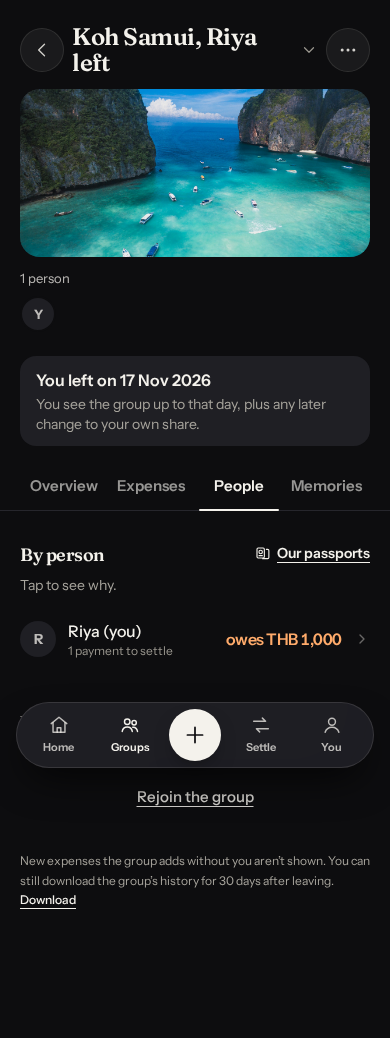 Koh Samui, Riya
left
1 person
Y
You left on 17 Nov 2026
You see the group up to that day, plus any later
change to your own share.
Overview Expenses People Memories
By person
Our passports
Tap to see why.
R
Riya (you)
owes THB 1,000
1 payment to settle
Home Groups Settle You
Rejoin the group
New expenses the group adds without you aren't shown. You can
still download the group's history for 30 days after leaving.
Download